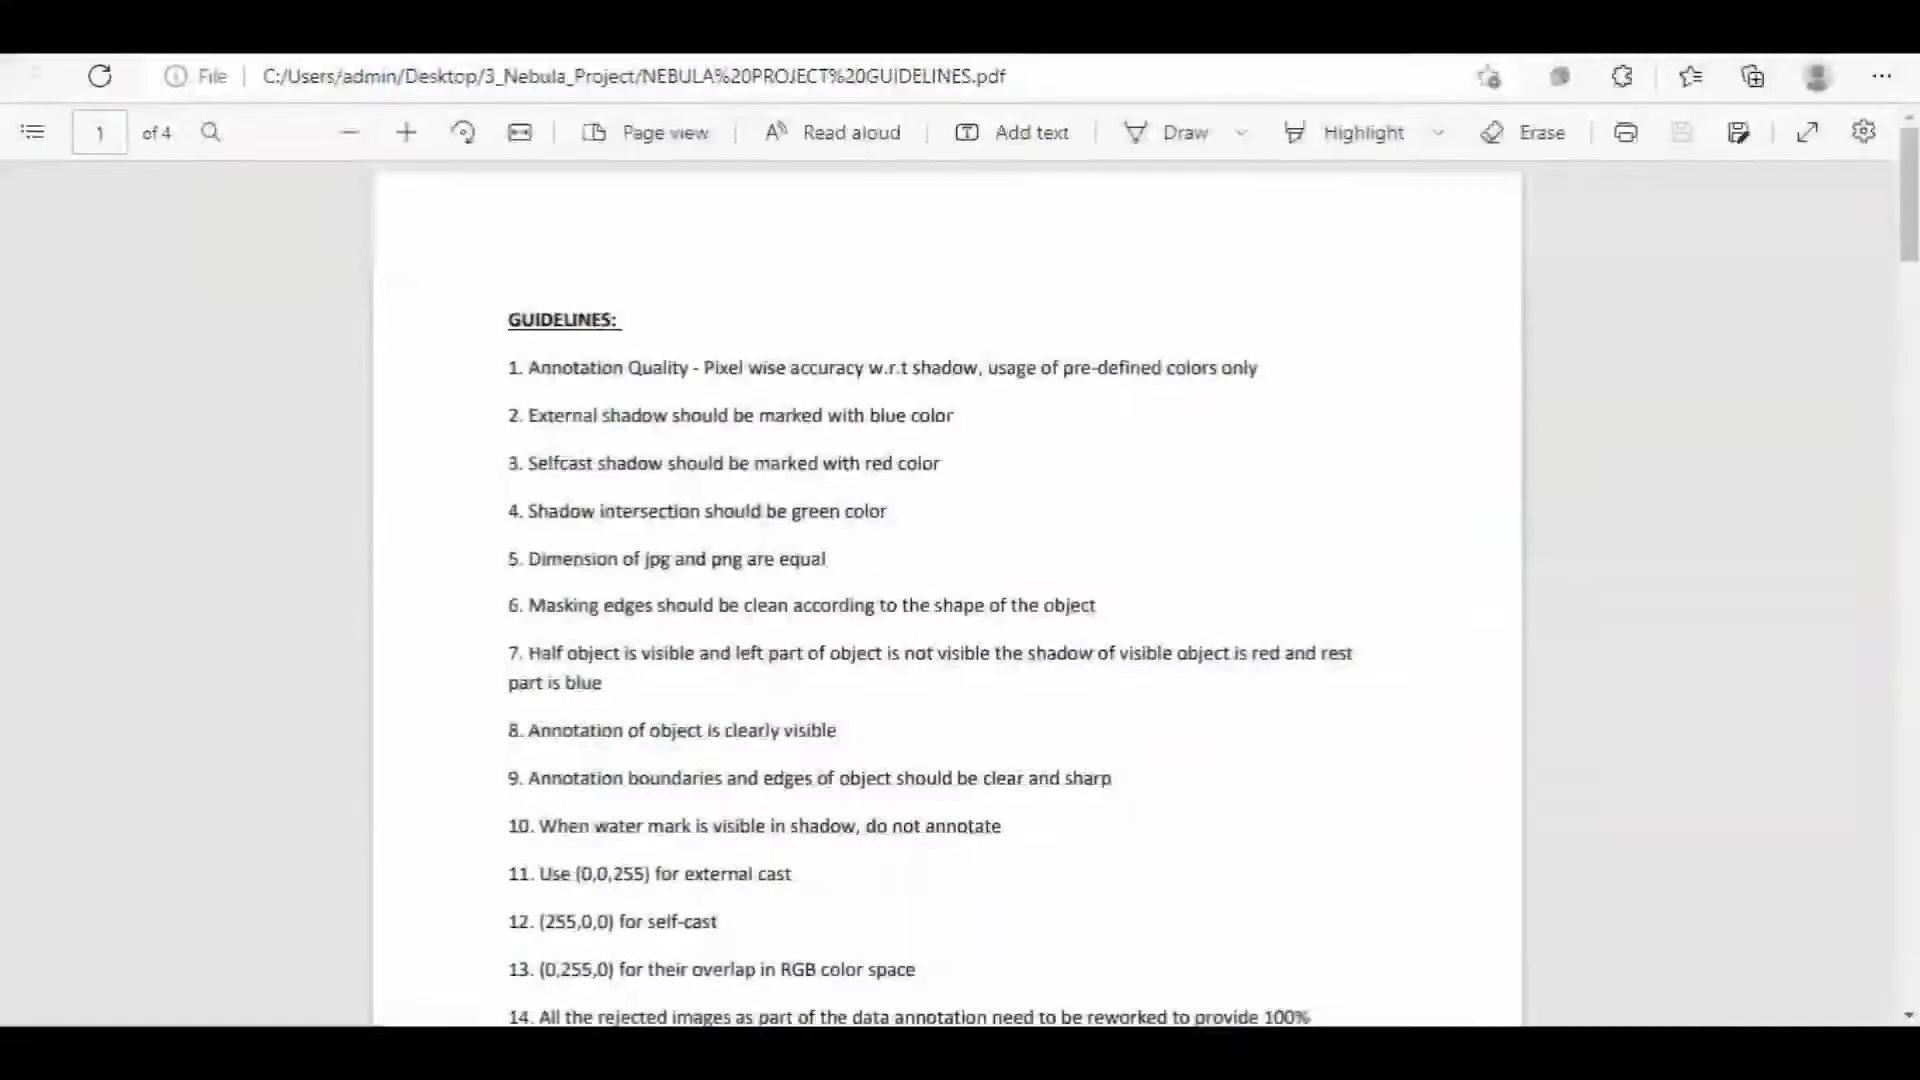 File
C:/Users/admin/Desktop/3_Nebula_Project/NEBULA%20PROJECT%20GUIDELINES.pdf
1 of 4 Page view Read aloud Add text Draw Highlight Erase
GUIDELINES:
1. Annotation Quality - Pixel wise accuracy w.r.t shadow, usage of pre-defined colors only
2. External shadow should be marked with blue color
3. Selfcast shadow should be marked with red color
4. Shadow intersection should be green color
5. Dimension of jpg and png are equal
6. Masking edges should be clean according to the shape of the object
7. Half object is visible and left part of object is not visible the shadow of visible object is red and rest
part is blue
8. Annotation of object is clearly visible
9. Annotation boundaries and edges of object should be clear and sharp
10. When water mark is visible in shadow, do not annotate
11. Use (0,0,255) for external cast
12. (255,0,0) for self-cast
13. (0,255,0) for their overlap in RGB color space
14. All the rejected images as part of the data annotation need to be reworked to provide 100%